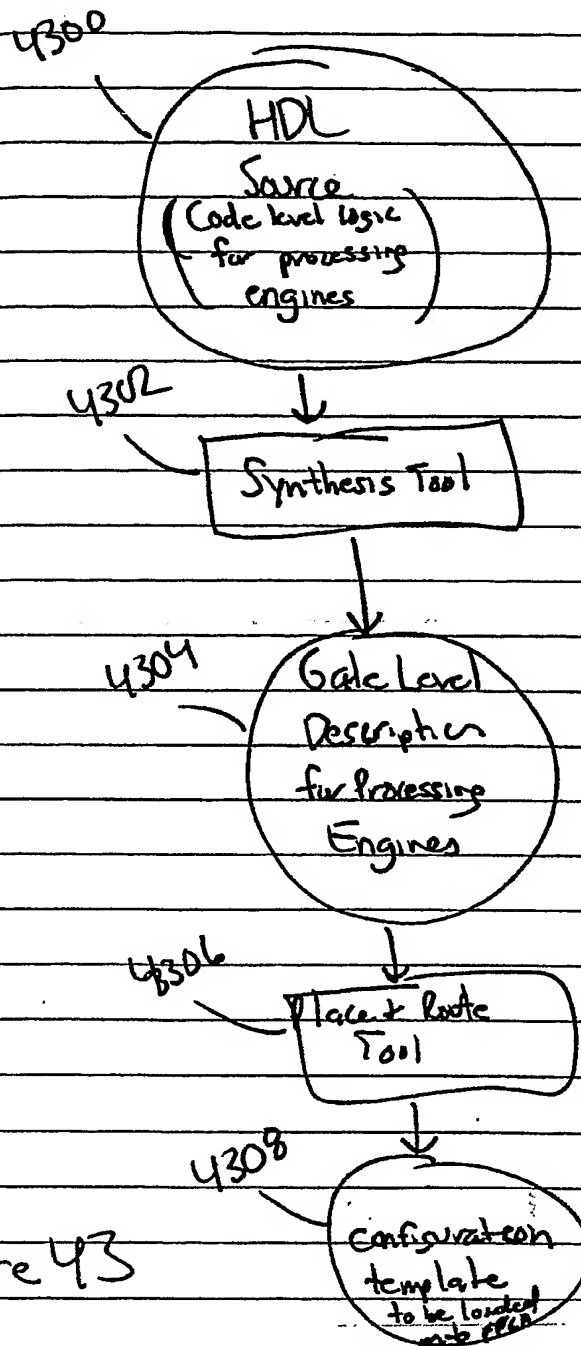 4300
HDL
Source
(Code level logic
for processing
engines)
4302
Synthesis Tool
4304
Gate Level
Description
for Processing
Engines
4306
Place + Route
Tool
4308
configuration
template
to be loaded
onto FPGA
re 43